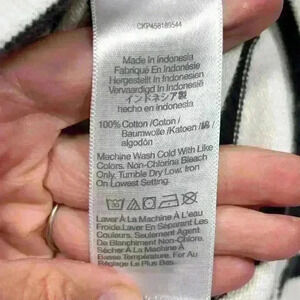 CKP458189544
Made In Indonesia
Fabriqué En Indonésie
Vervaardigd In Indonesië
インドネシア製
hecho en indonesia
100%Cotton /Coton /
Baumwolle /Katoen /綿 /
algodón
Machine Wash Cold With Like
Colors. Non-Chlorine Bleach
Only. Tumble Dry Low. Iron
On Lowest Setting.
Laver À La Machine À L'eau
Froide.Laver En Séparant Les
Couleurs. Seulement Agent
De Blanchiment Non-Chlore.
Sécher À La Machine À
Basse Température. Fer Au
Réglage Le Plus Bas.